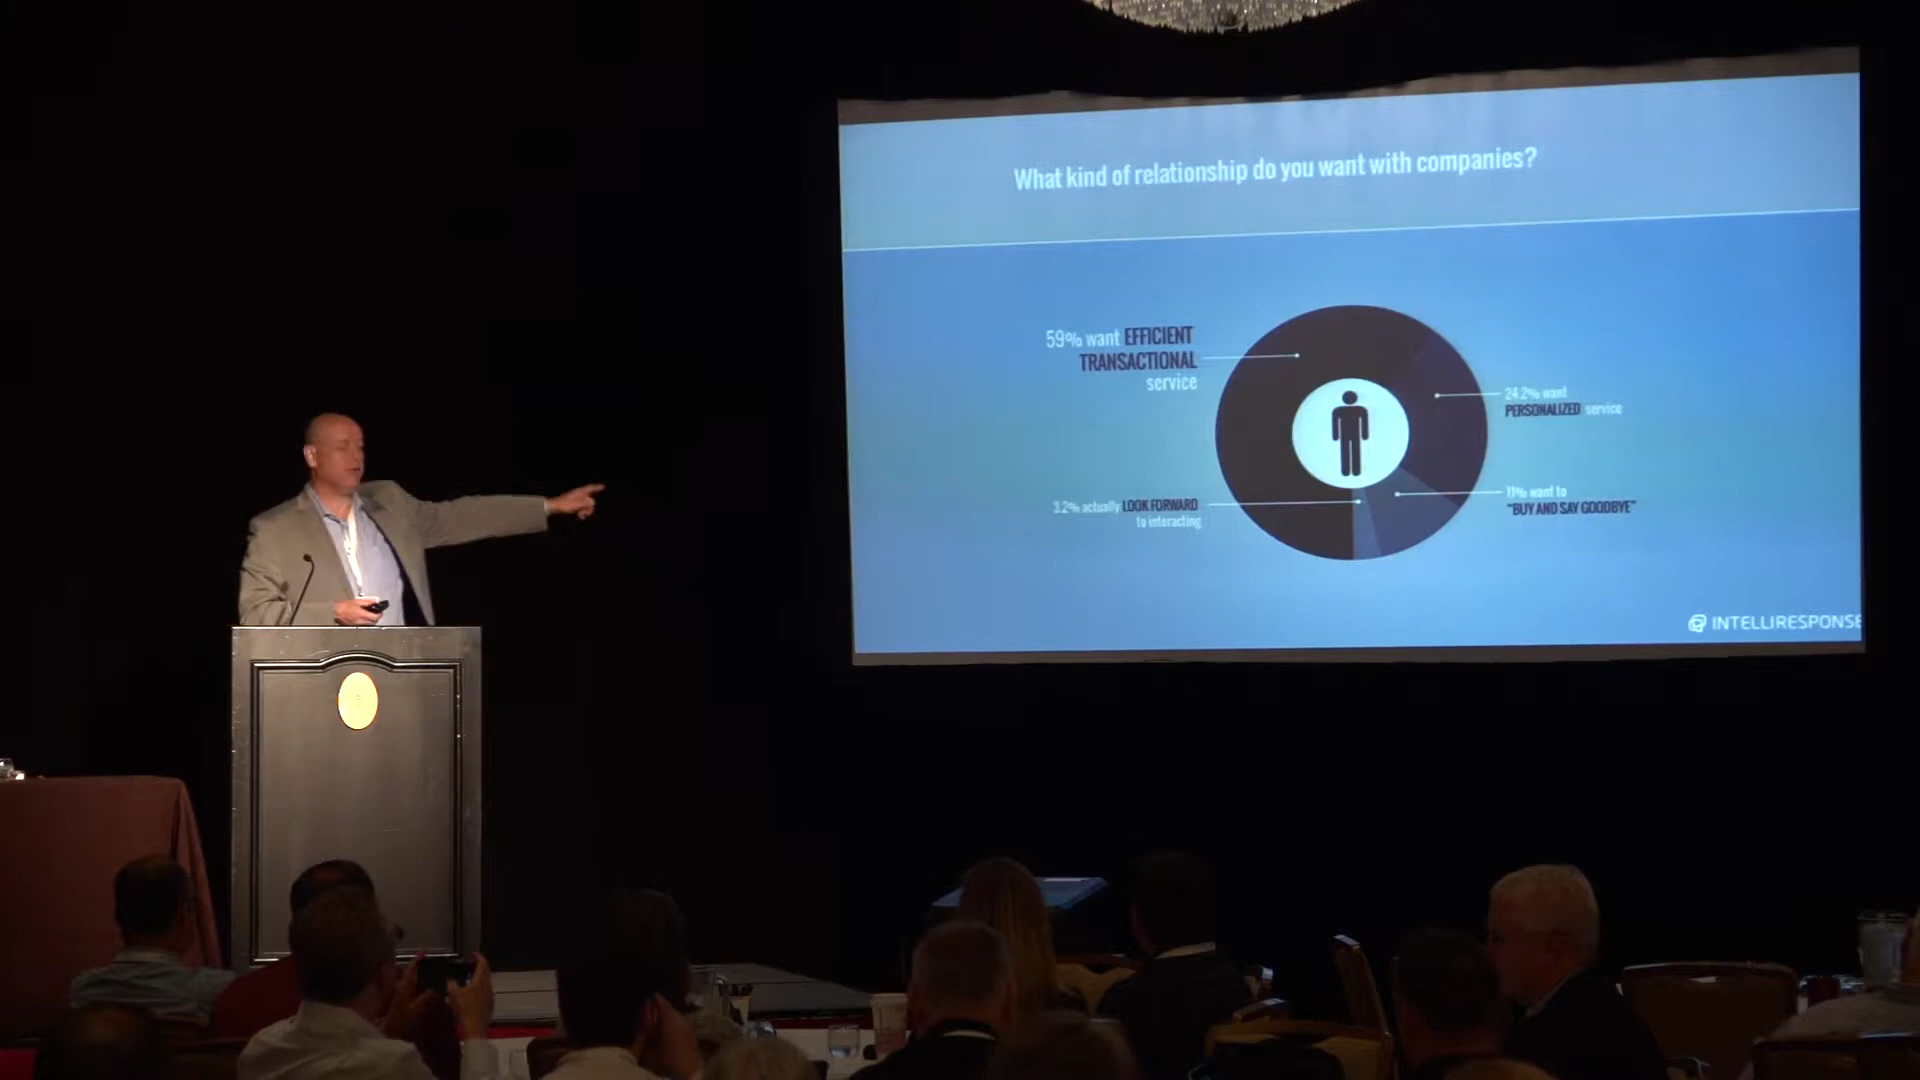 What kind of relationship do you want with companies?
59% want EFFICIENT
TRANSACTIONAL
service
24.2% want
PERSONALIZED service
3.2% actually LOOK FORWARD
to interacting
11% want to
"BUY AND SAY GOODBYE"
INTELLIRESPONSE